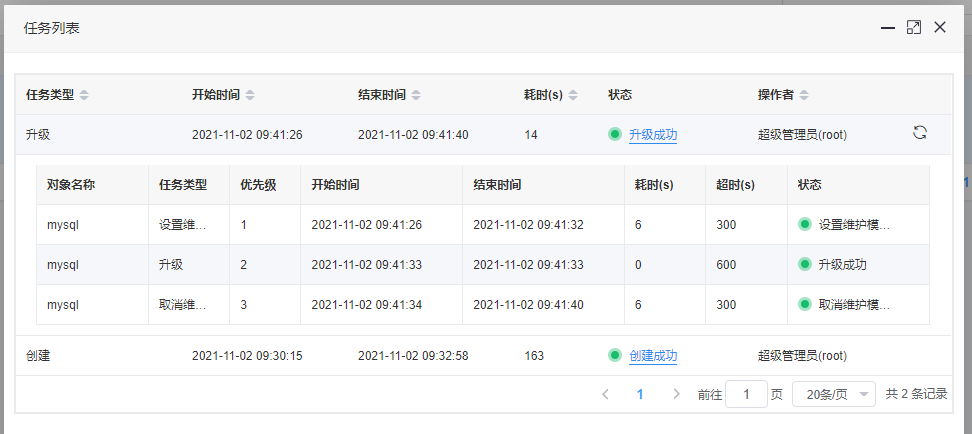 任务列表
任务类型 开始时间 结束时间 耗时(s) 状态 操作者
升级 2021-11-02 09:41:26 2021-11-02 09:41:40 14 升级成功 超级管理员(root)
对象名称 任务类型 优先级 开始时间 结束时间 耗时(s) 超时(s) 状态
mysql 设置维... 1 2021-11-02 09:41:26 2021-11-02 09:41:32 6 300 设置维护模...
mysql 升级 2 2021-11-02 09:41:33 2021-11-02 09:41:33 0 600 升级成功
mysql 取消维... 3 2021-11-02 09:41:34 2021-11-02 09:41:40 6 300 取消维护模...
创建 2021-11-02 09:30:15 2021-11-02 09:32:58 163 创建成功 超级管理员(root)
1 前往 1 页 20条/页 共 2 条记录